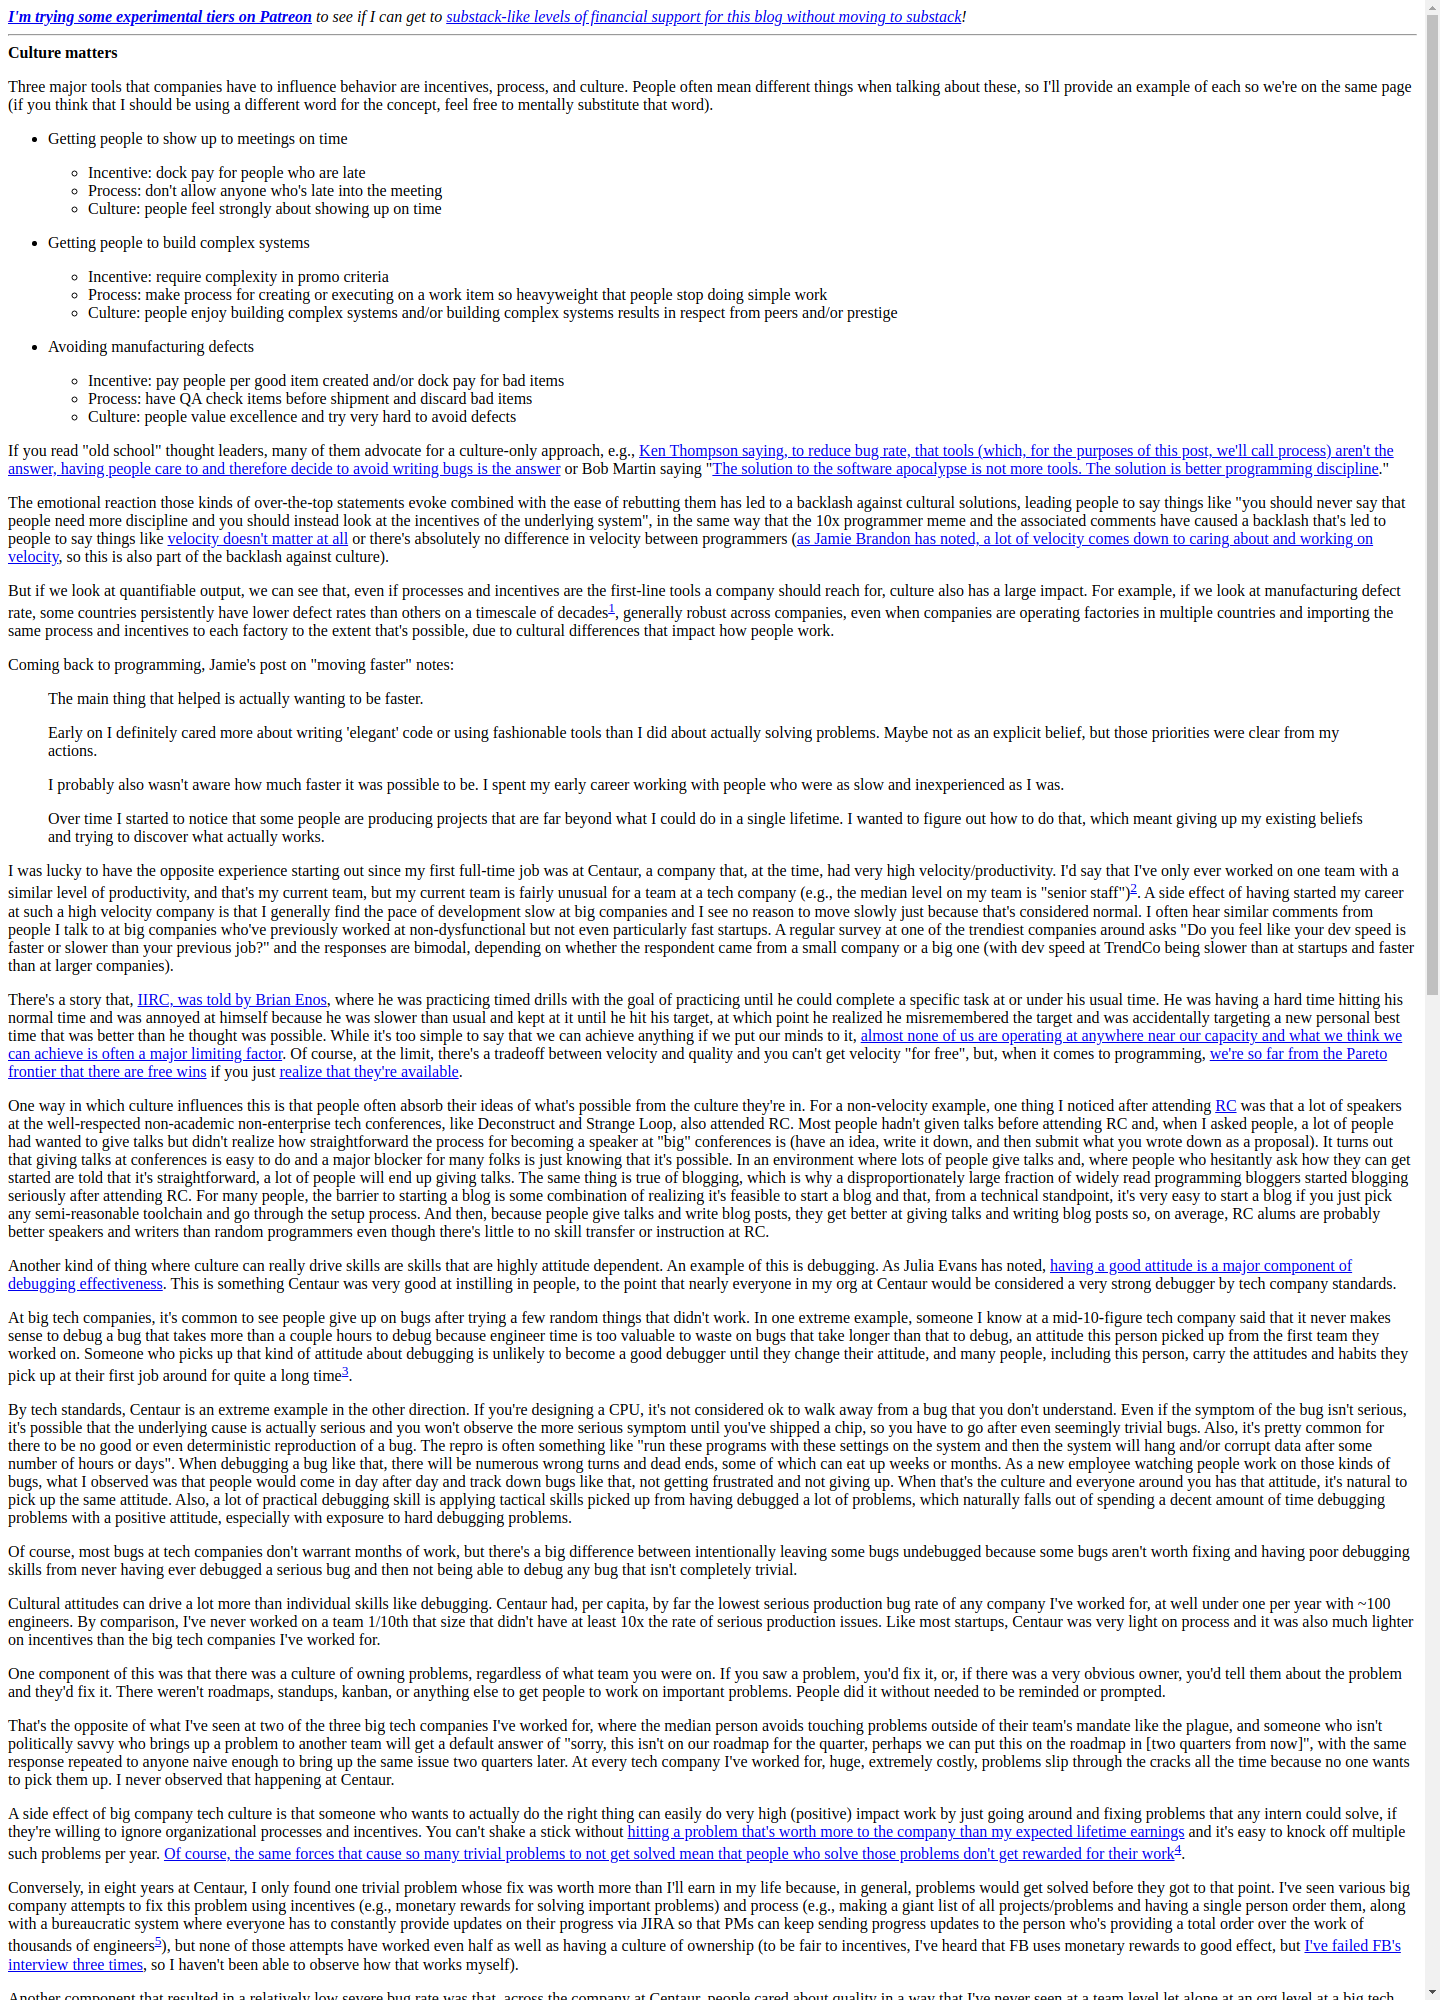 I'm trying some experimental tiers on Patreon to see if I can get to substack-like levels of financial support for this blog without moving to substack!
Culture matters
Three major tools that companies have to influence behavior are incentives, process, and culture. People often mean different things when talking about these, so I'll provide an example of each so we're on the same page
(if you think that I should be using a different word for the concept, feel free to mentally substitute that word).
• Getting people to show up to meetings on time
◦ Incentive: dock pay for people who are late
◦ Process: don't allow anyone who's late into the meeting
◦ Culture: people feel strongly about showing up on time
• Getting people to build complex systems
◦ Incentive: require complexity in promo criteria
◦ Process: make process for creating or executing on a work item so heavyweight that people stop doing simple work
◦ Culture: people enjoy building complex systems and/or building complex systems results in respect from peers and/or prestige
• Avoiding manufacturing defects
◦ Incentive: pay people per good item created and/or dock pay for bad items
◦ Process: have QA check items before shipment and discard bad items
◦ Culture: people value excellence and try very hard to avoid defects
If you read "old school" thought leaders, many of them advocate for a culture-only approach, e.g., Ken Thompson saying, to reduce bug rate, that tools (which, for the purposes of this post, we'll call process) aren't the
answer, having people care to and therefore decide to avoid writing bugs is the answer or Bob Martin saying "The solution to the software apocalypse is not more tools. The solution is better programming discipline."
The emotional reaction those kinds of over-the-top statements evoke combined with the ease of rebutting them has led to a backlash against cultural solutions, leading people to say things like "you should never say that
people need more discipline and you should instead look at the incentives of the underlying system", in the same way that the 10x programmer meme and the associated comments have caused a backlash that's led to
people to say things like velocity doesn't matter at all or there's absolutely no difference in velocity between programmers (as Jamie Brandon has noted, a lot of velocity comes down to caring about and working on
velocity, so this is also part of the backlash against culture).
But if we look at quantifiable output, we can see that, even if processes and incentives are the first-line tools a company should reach for, culture also has a large impact. For example, if we look at manufacturing defect
rate, some countries persistently have lower defect rates than others on a timescale of decades1, generally robust across companies, even when companies are operating factories in multiple countries and importing the
same process and incentives to each factory to the extent that's possible, due to cultural differences that impact how people work.
Coming back to programming, Jamie's post on "moving faster" notes:
The main thing that helped is actually wanting to be faster.
Early on I definitely cared more about writing 'elegant' code or using fashionable tools than I did about actually solving problems. Maybe not as an explicit belief, but those priorities were clear from my
actions.
I probably also wasn't aware how much faster it was possible to be. I spent my early career working with people who were as slow and inexperienced as I was.
Over time I started to notice that some people are producing projects that are far beyond what I could do in a single lifetime. I wanted to figure out how to do that, which meant giving up my existing beliefs
and trying to discover what actually works.
I was lucky to have the opposite experience starting out since my first full-time job was at Centaur, a company that, at the time, had very high velocity/productivity. I'd say that I've only ever worked on one team with a
similar level of productivity, and that's my current team, but my current team is fairly unusual for a team at a tech company (e.g., the median level on my team is "senior staff")2. A side effect of having started my career
at such a high velocity company is that I generally find the pace of development slow at big companies and I see no reason to move slowly just because that's considered normal. I often hear similar comments from
people I talk to at big companies who've previously worked at non-dysfunctional but not even particularly fast startups. A regular survey at one of the trendiest companies around asks "Do you feel like your dev speed is
faster or slower than your previous job?" and the responses are bimodal, depending on whether the respondent came from a small company or a big one (with dev speed at TrendCo being slower than at startups and faster
than at larger companies).
There's a story that, IIRC, was told by Brian Enos, where he was practicing timed drills with the goal of practicing until he could complete a specific task at or under his usual time. He was having a hard time hitting his
normal time and was annoyed at himself because he was slower than usual and kept at it until he hit his target, at which point he realized he misremembered the target and was accidentally targeting a new personal best
time that was better than he thought was possible. While it's too simple to say that we can achieve anything if we put our minds to it, almost none of us are operating at anywhere near our capacity and what we think we
can achieve is often a major limiting factor. Of course, at the limit, there's a tradeoff between velocity and quality and you can't get velocity "for free", but, when it comes to programming, we're so far from the Pareto
frontier that there are free wins if you just realize that they're available.
One way in which culture influences this is that people often absorb their ideas of what's possible from the culture they're in. For a non-velocity example, one thing I noticed after attending RC was that a lot of speakers
at the well-respected non-academic non-enterprise tech conferences, like Deconstruct and Strange Loop, also attended RC. Most people hadn't given talks before attending RC and, when I asked people, a lot of people
had wanted to give talks but didn't realize how straightforward the process for becoming a speaker at "big" conferences is (have an idea, write it down, and then submit what you wrote down as a proposal). It turns out
that giving talks at conferences is easy to do and a major blocker for many folks is just knowing that it's possible. In an environment where lots of people give talks and, where people who hesitantly ask how they can get
started are told that it's straightforward, a lot of people will end up giving talks. The same thing is true of blogging, which is why a disproportionately large fraction of widely read programming bloggers started blogging
seriously after attending RC. For many people, the barrier to starting a blog is some combination of realizing it's feasible to start a blog and that, from a technical standpoint, it's very easy to start a blog if you just pick
any semi-reasonable toolchain and go through the setup process. And then, because people give talks and write blog posts, they get better at giving talks and writing blog posts so, on average, RC alums are probably
better speakers and writers than random programmers even though there's little to no skill transfer or instruction at RC.
Another kind of thing where culture can really drive skills are skills that are highly attitude dependent. An example of this is debugging. As Julia Evans has noted, having a good attitude is a major component of
debugging effectiveness. This is something Centaur was very good at instilling in people, to the point that nearly everyone in my org at Centaur would be considered a very strong debugger by tech company standards.
At big tech companies, it's common to see people give up on bugs after trying a few random things that didn't work. In one extreme example, someone I know at a mid-10-figure tech company said that it never makes
sense to debug a bug that takes more than a couple hours to debug because engineer time is too valuable to waste on bugs that take longer than that to debug, an attitude this person picked up from the first team they
worked on. Someone who picks up that kind of attitude about debugging is unlikely to become a good debugger until they change their attitude, and many people, including this person, carry the attitudes and habits they
pick up at their first job around for quite a long time3.
By tech standards, Centaur is an extreme example in the other direction. If you're designing a CPU, it's not considered ok to walk away from a bug that you don't understand. Even if the symptom of the bug isn't serious,
it's possible that the underlying cause is actually serious and you won't observe the more serious symptom until you've shipped a chip, so you have to go after even seemingly trivial bugs. Also, it's pretty common for
there to be no good or even deterministic reproduction of a bug. The repro is often something like "run these programs with these settings on the system and then the system will hang and/or corrupt data after some
number of hours or days". When debugging a bug like that, there will be numerous wrong turns and dead ends, some of which can eat up weeks or months. As a new employee watching people work on those kinds of
bugs, what I observed was that people would come in day after day and track down bugs like that, not getting frustrated and not giving up. When that's the culture and everyone around you has that attitude, it's natural to
pick up the same attitude. Also, a lot of practical debugging skill is applying tactical skills picked up from having debugged a lot of problems, which naturally falls out of spending a decent amount of time debugging
problems with a positive attitude, especially with exposure to hard debugging problems.
Of course, most bugs at tech companies don't warrant months of work, but there's a big difference between intentionally leaving some bugs undebugged because some bugs aren't worth fixing and having poor debugging
skills from never having ever debugged a serious bug and then not being able to debug any bug that isn't completely trivial.
Cultural attitudes can drive a lot more than individual skills like debugging. Centaur had, per capita, by far the lowest serious production bug rate of any company I've worked for, at well under one per year with ~100
engineers. By comparison, I've never worked on a team 1/10th that size that didn't have at least 10x the rate of serious production issues. Like most startups, Centaur was very light on process and it was also much lighter
on incentives than the big tech companies I've worked for.
One component of this was that there was a culture of owning problems, regardless of what team you were on. If you saw a problem, you'd fix it, or, if there was a very obvious owner, you'd tell them about the problem
and they'd fix it. There weren't roadmaps, standups, kanban, or anything else to get people to work on important problems. People did it without needed to be reminded or prompted.
That's the opposite of what I've seen at two of the three big tech companies I've worked for, where the median person avoids touching problems outside of their team's mandate like the plague, and someone who isn't
politically savvy who brings up a problem to another team will get a default answer of "sorry, this isn't on our roadmap for the quarter, perhaps we can put this on the roadmap in [two quarters from now]", with the same
response repeated to anyone naive enough to bring up the same issue two quarters later. At every tech company I've worked for, huge, extremely costly, problems slip through the cracks all the time because no one wants
to pick them up. I never observed that happening at Centaur.
A side effect of big company tech culture is that someone who wants to actually do the right thing can easily do very high (positive) impact work by just going around and fixing problems that any intern could solve, if
they're willing to ignore organizational processes and incentives. You can't shake a stick without hitting a problem that's worth more to the company than my expected lifetime earnings and it's easy to knock off multiple
such problems per year. Of course, the same forces that cause so many trivial problems to not get solved mean that people who solve those problems don't get rewarded for their work4.
Conversely, in eight years at Centaur, I only found one trivial problem whose fix was worth more than I'll earn in my life because, in general, problems would get solved before they got to that point. I've seen various big
company attempts to fix this problem using incentives (e.g., monetary rewards for solving important problems) and process (e.g., making a giant list of all projects/problems and having a single person order them, along
with a bureaucratic system where everyone has to constantly provide updates on their progress via JIRA so that PMs can keep sending progress updates to the person who's providing a total order over the work of
thousands of engineers5), but none of those attempts have worked even half as well as having a culture of ownership (to be fair to incentives, I've heard that FB uses monetary rewards to good effect, but I've failed FB's
interview three times, so I haven't been able to observe how that works myself).
Another component that resulted in a relatively low severe bug rate was that, across the company at Centaur, people cared about quality in a way that I've never seen at a team level let alone at an org level at a big tech